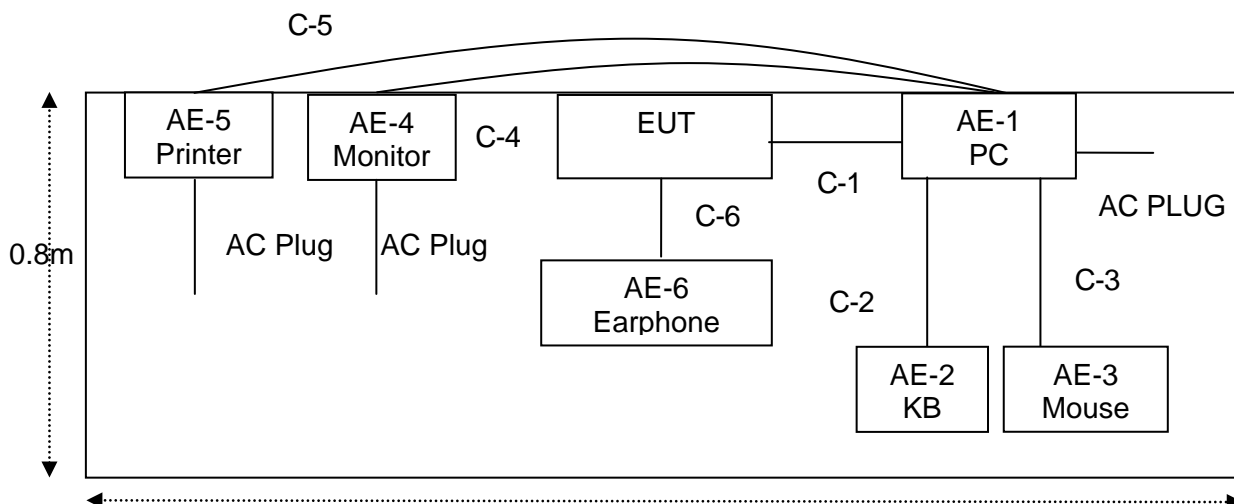 C-5
AE-5
Printer
AE-4
Monitor
C-4
EUT
AE-1
PC
C-1
AC PLUG
C-6
AC Plug
AC Plug
0.8m
AE-6
Earphone
C-2
C-3
AE-2
KB
AE-3
Mouse